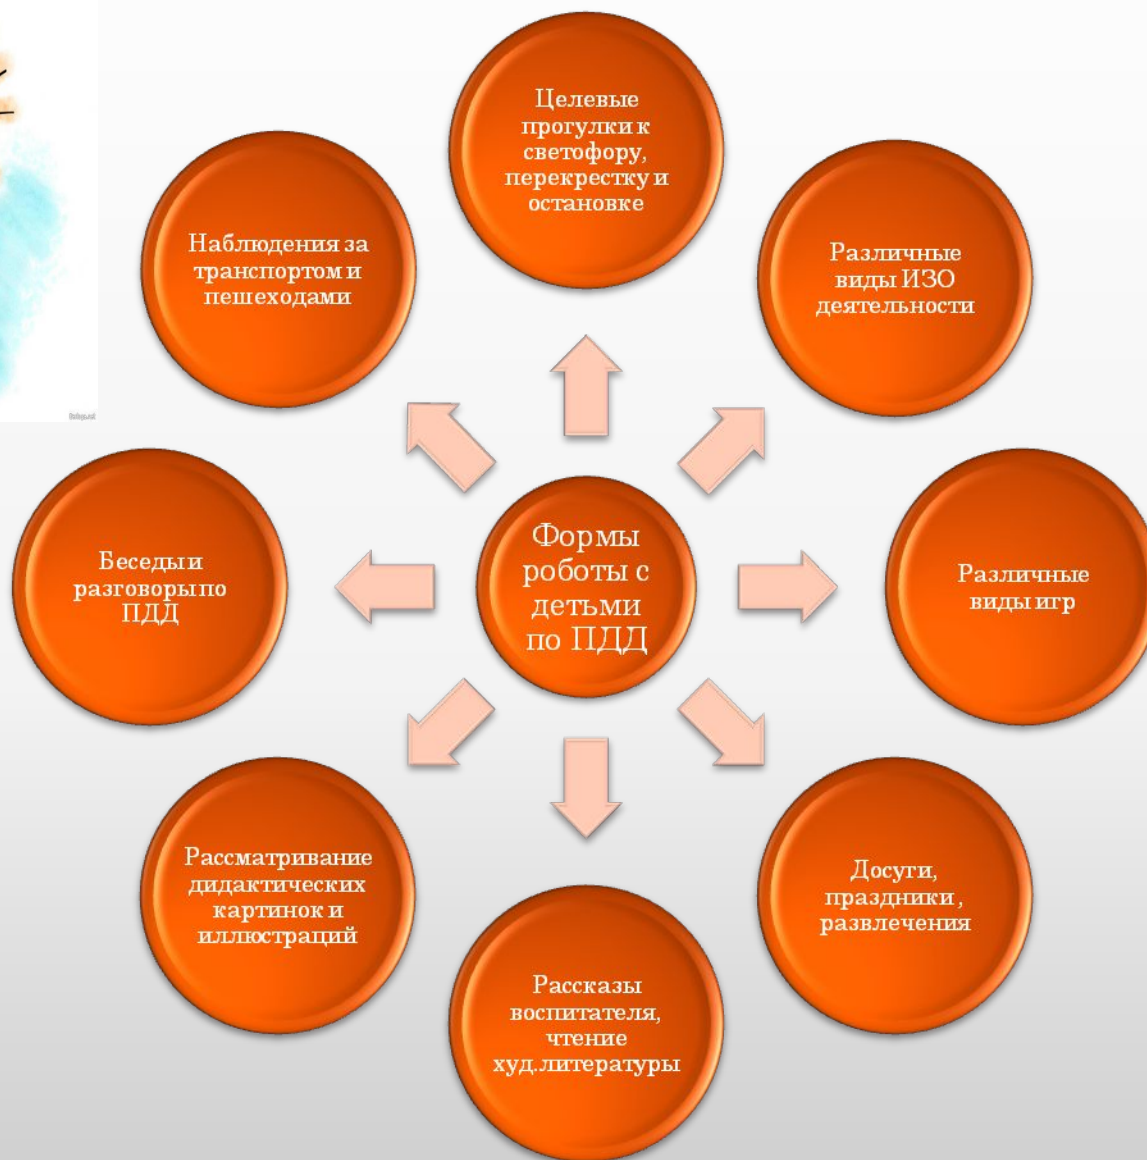 Целевые
прогулки к
светофору,
перекрестку и
остановке
Различные
виды ИЗО
деятельности
Различные
виды игр
Досуги,
праздники ,
развлечения
Рассказы
воспитателя,
чтение
худ.литературы
Рассматривание
дидактических
картинок и
иллюстраций
Беседы и
разговоры по
ПДД
Наблюдения за
транспортом и
пешеходами
Формы
роботы с
детьми
по ПДД